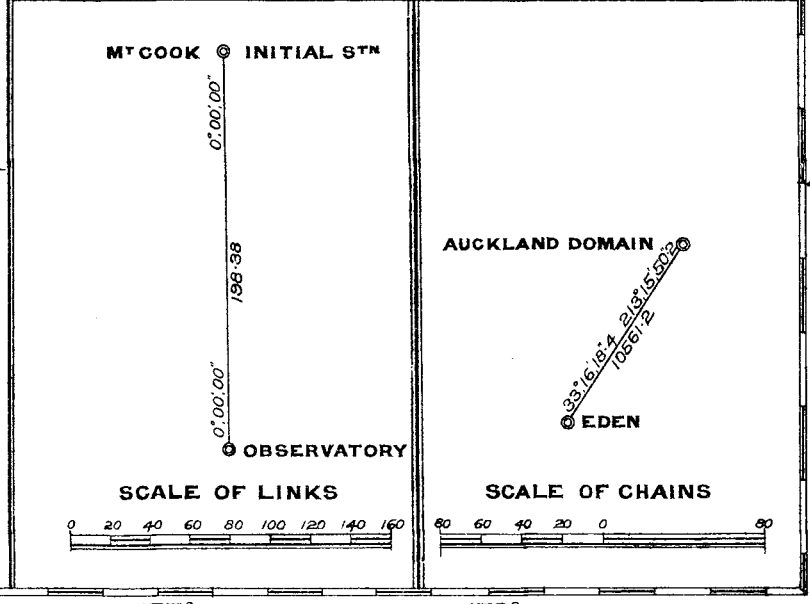 Mᵀ COOK INITIAL Sᵀᴺ
0°,00',00"
198·38
0°,00',00"
OBSERVATORY
SCALE OF LINKS
0 20 40 60 80 100 120 140 160
AUCKLAND DOMAIN
213°,15',50"·2
10561·2
33°,16',18"·4
EDEN
SCALE OF CHAINS
80 60 40 20 0 80